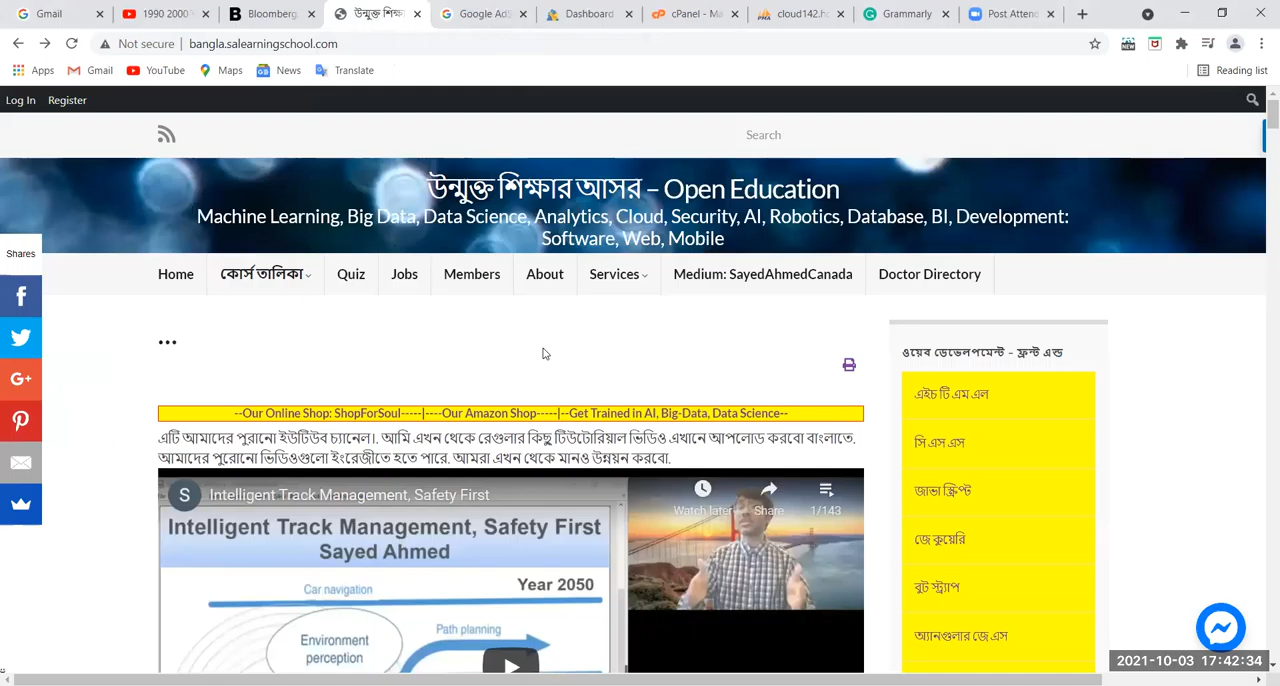 Gmail
1990 2000
Bloomberg
উন্মুক্ত শিক্ষ
Google AdS
Dashboard
cPanel - Ma
cloud142.h
Grammarly
Post Attend
Not secure | bangla.salearningschool.com
Apps Gmail YouTube Maps News Translate Reading list
Log In Register
Search
উন্মুক্ত শিক্ষার আসর – Open Education
Machine Learning, Big Data, Data Science, Analytics, Cloud, Security, AI, Robotics, Database, BI, Development:
Software, Web, Mobile
Shares
Home কোর্স তালিকা Quiz Jobs Members About Services Medium: SayedAhmedCanada Doctor Directory
...
--Our Online Shop: ShopForSoul-----|----Our Amazon Shop-----|--Get Trained in AI, Big-Data, Data Science--
এটি আমাদের পুরানো ইউটিউব চ্যানেল।. আমি এখন থেকে রেগুলার কিছু টিউটোরিয়াল ভিডিও এখানে আপলোড করবো বাংলাতে.
আমাদের পুরোনো ভিডিওগুলো ইংরেজীতে হতে পারে. আমরা এখন থেকে মানও উন্নয়ন করবো.
S Intelligent Track Management, Safety First
Watch later Share 1/143
Intelligent Track Management, Safety First
Sayed Ahmed
Year 2050
Car navigation
Path planning
Environment
perception
ওয়েব ডেভেলপমেন্ট - ফ্রন্ট এন্ড
এইচ টি এম এল
সি এস এস
জাভা স্ক্রিপ্ট
জে কুয়েরি
বুট স্ট্র্যাপ
অ্যানগুলার জে এস
2021-10-03 17:42:34